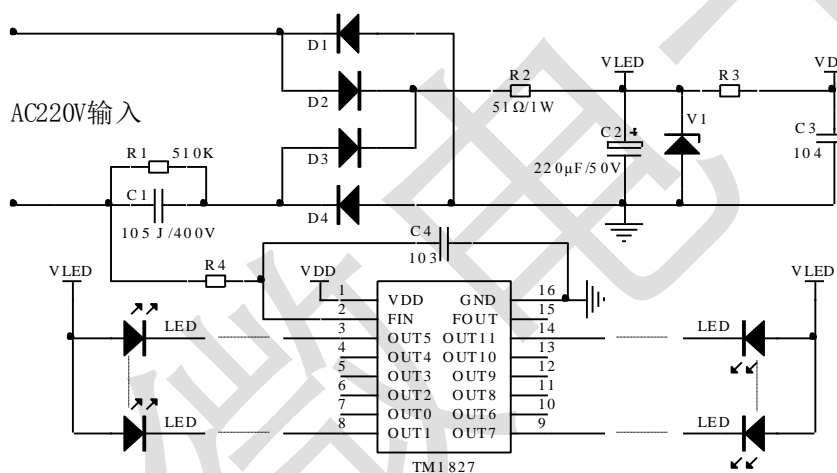 D1
D2
D3
D4
AC220V输入
R1 510K
C1
105 J/400V
R2
51Ω/1W
VLED
R3
VD
V1
C2
+
220μF/50V
C3
104
C4
103
R4
VDD
VLED
VLED
1 VDD GND 16
2 FIN FOUT 15
LED 3 OUT5 OUT11 14 LED
4 OUT4 OUT10 13
5 OUT3 OUT9 12
6 OUT2 OUT8 11
7 OUT0 OUT6 10
LED 8 OUT1 OUT7 9 LED
TM1827